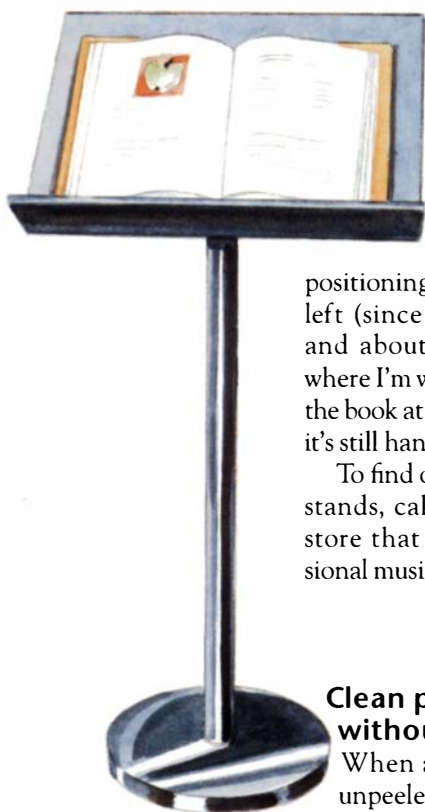 positioning
left (since
and about
where I'm w
the book at
it's still han
To find o
stands, cal
store that
sional musi
Clean p
witho
When a
unpeele